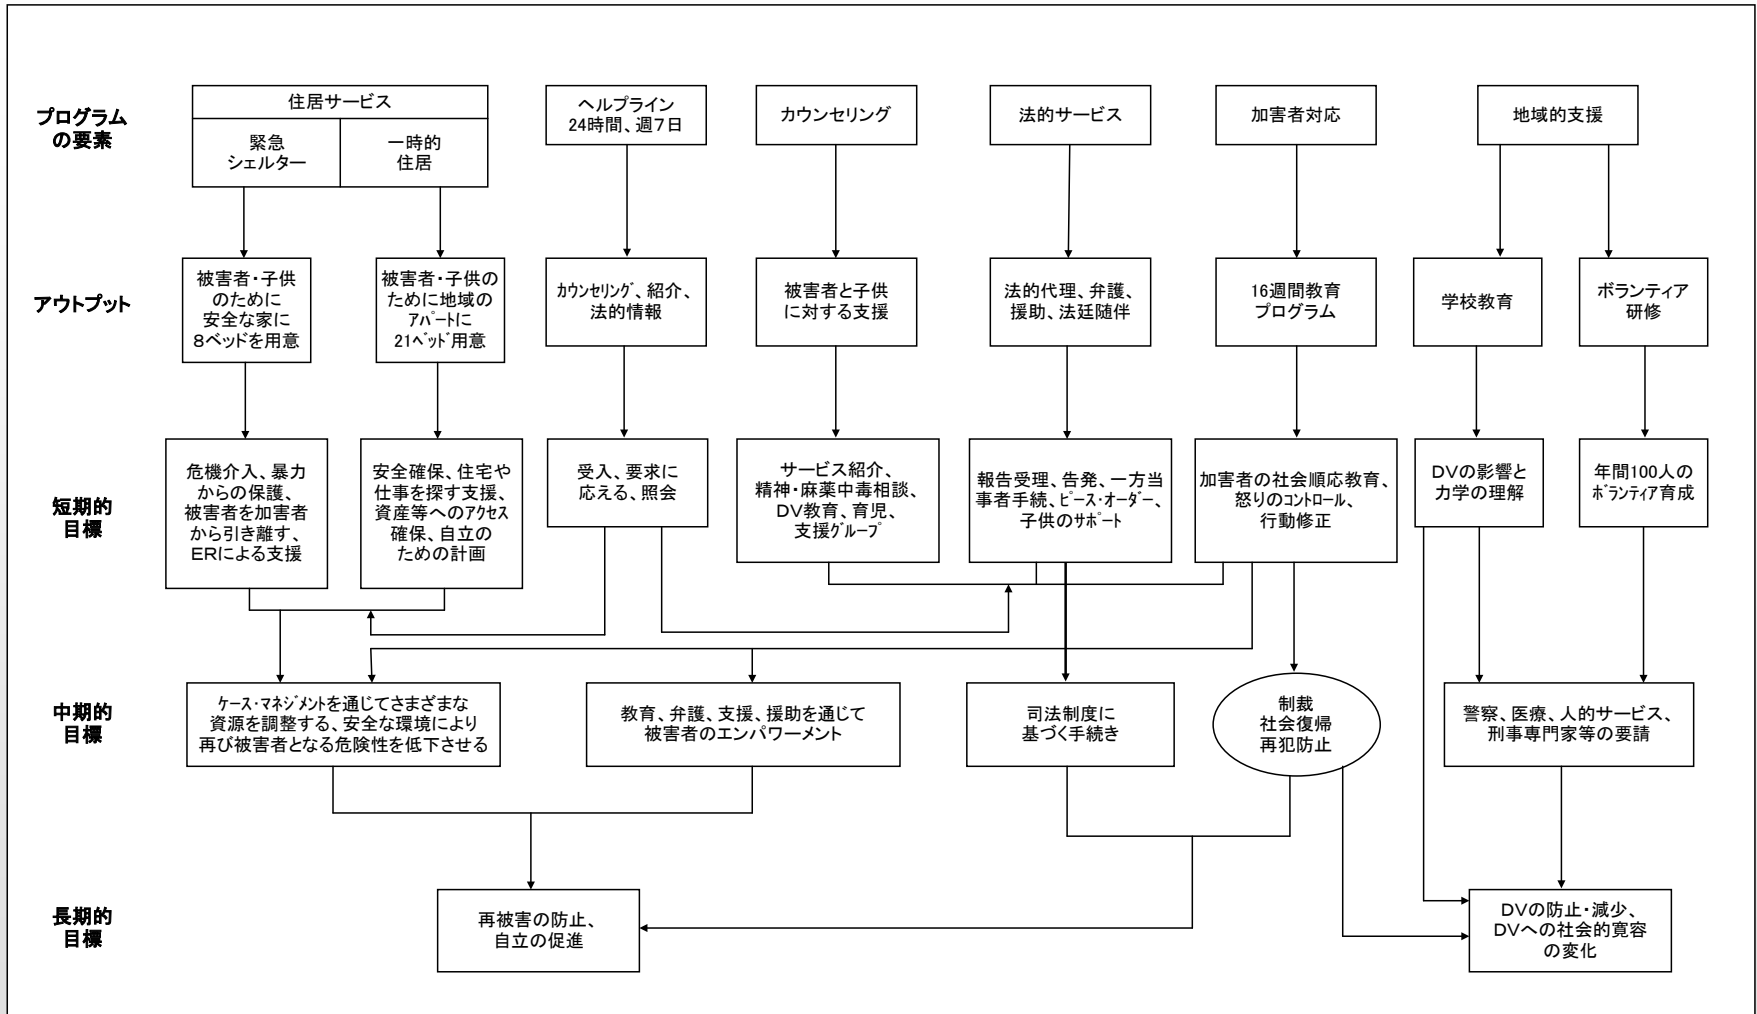 プログラム
の要素
住居サービス
緊急
シェルター
一時的
住居
ヘルプライン
24時間、週7日
カウンセリング
法的サービス
加害者対応
地域的支援
アウトプット
被害者・子供
のために
安全な家に
8ベッドを用意
被害者・子供の
ために地域の
アパートに
21ベッド用意
カウンセリング、紹介、
法的情報
被害者と子供
に対する支援
法的代理、弁護、
援助、法廷随伴
16週間教育
プログラム
学校教育
ボランティア
研修
短期的
目標
危機介入、暴力
からの保護、
被害者を加害者
から引き離す、
ERによる支援
安全確保、住宅や
仕事を探す支援、
資産等へのアクセス
確保、自立の
ための計画
受入、要求に
応える、照会
サービス紹介、
精神・麻薬中毒相談、
DV教育、育児、
支援グループ
報告受理、告発、一方当
事者手続、ピース・オーダー、
子供のサポート
加害者の社会順応教育、
怒りのコントロール、
行動修正
DVの影響と
力学の理解
年間100人の
ボランティア育成
中期的
目標
ケース・マネジメントを通じてさまざまな
資源を調整する、安全な環境により
再び被害者となる危険性を低下させる
教育、弁護、支援、援助を通じて
被害者のエンパワーメント
司法制度に
基づく手続き
制裁
社会復帰
再犯防止
警察、医療、人的サービス、
刑事専門家等の要請
長期的
目標
再被害の防止、
自立の促進
DVの防止・減少、
DVへの社会的寛容
の変化